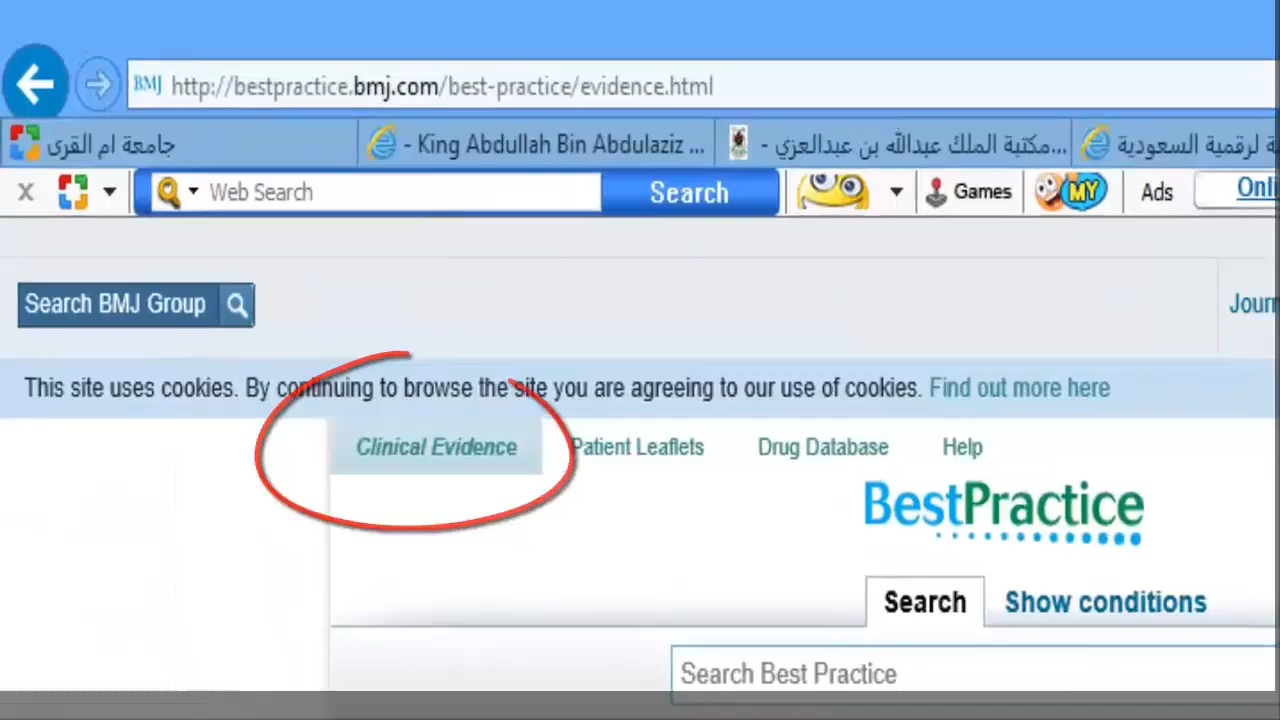 BMJ http://bestpractice.bmj.com/best-practice/evidence.html
جامعة ام القرى - King Abdullah Bin Abdulaziz ... مكتبة الملك عبدالله بن عبدالعزي - ... لرقمية السعودية
x Web Search Search Games MY Ads
Search BMJ Group
This site uses cookies. By continuing to browse the site you are agreeing to our use of cookies. Find out more here
Clinical Evidence Patient Leaflets Drug Database Help
BestPractice
Search Show conditions
Search Best Practice